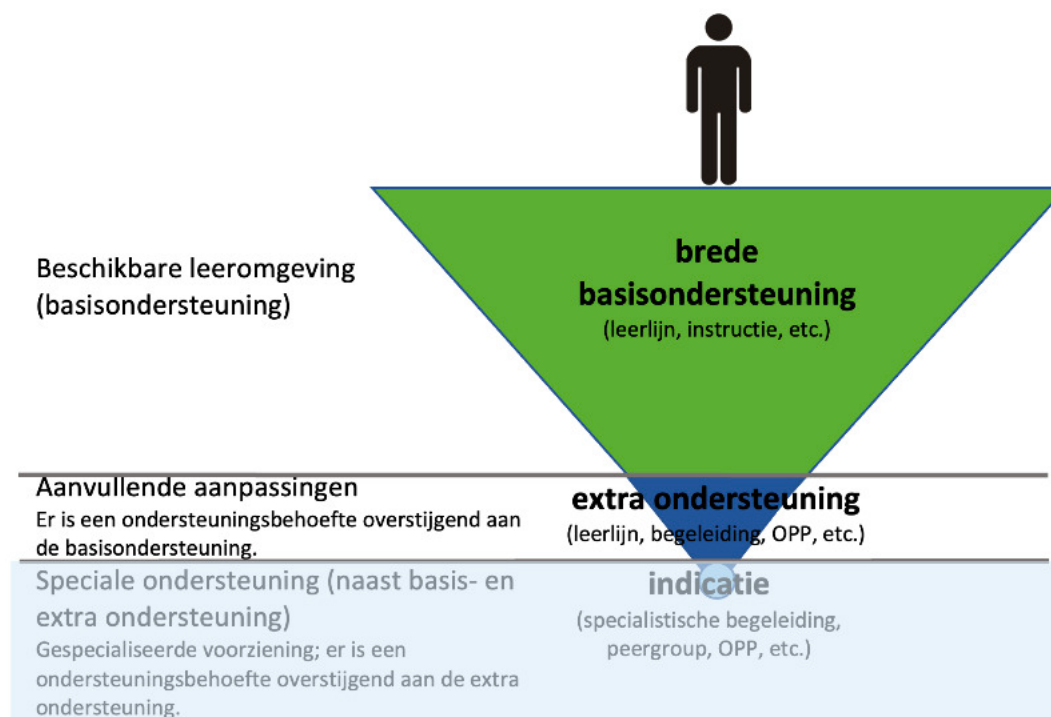 Beschikbare leeromgeving
(basisondersteuning)
brede
basisondersteuning
(leerlijn, instructie, etc.)
Aanvullende aanpassingen
Er is een ondersteuningsbehoefte overstijgend aan
de basisondersteuning.
extra ondersteuning
(leerlijn, begeleiding, OPP, etc.)
Speciale ondersteuning (naast basis- en
extra ondersteuning)
Gespecialiseerde voorziening; er is een
ondersteuningsbehoefte overstijgend aan de extra
ondersteuning.
indicatie
(specialistische begeleiding,
peergroup, OPP, etc.)